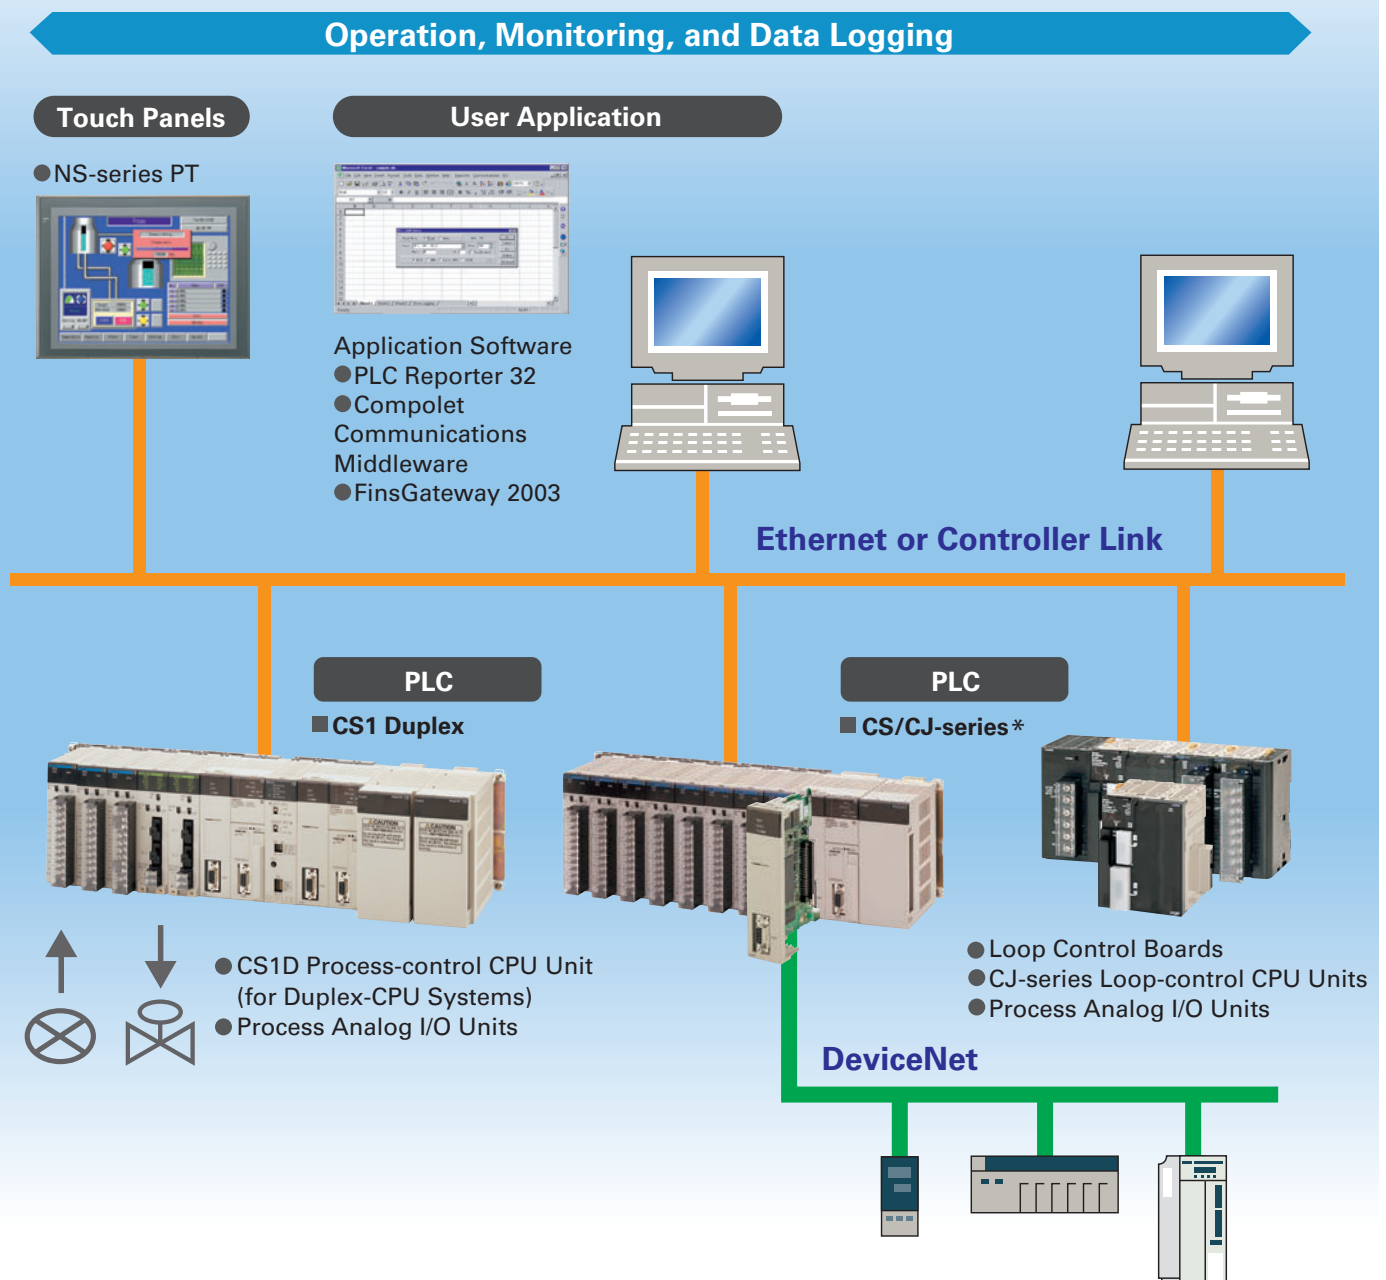 Operation, Monitoring, and Data Logging
Touch Panels
User Application
●NS-series PT
Application Software
●PLC Reporter 32
●Compolet
Communications
Middleware
●FinsGateway 2003
Ethernet or Controller Link
PLC
■CS1 Duplex
PLC
■CS/CJ-series*
CAUTION
CAUTION
●CS1D Process-control CPU Unit
(for Duplex-CPU Systems)
●Process Analog I/O Units
●Loop Control Boards
●CJ-series Loop-control CPU Units
●Process Analog I/O Units
DeviceNet